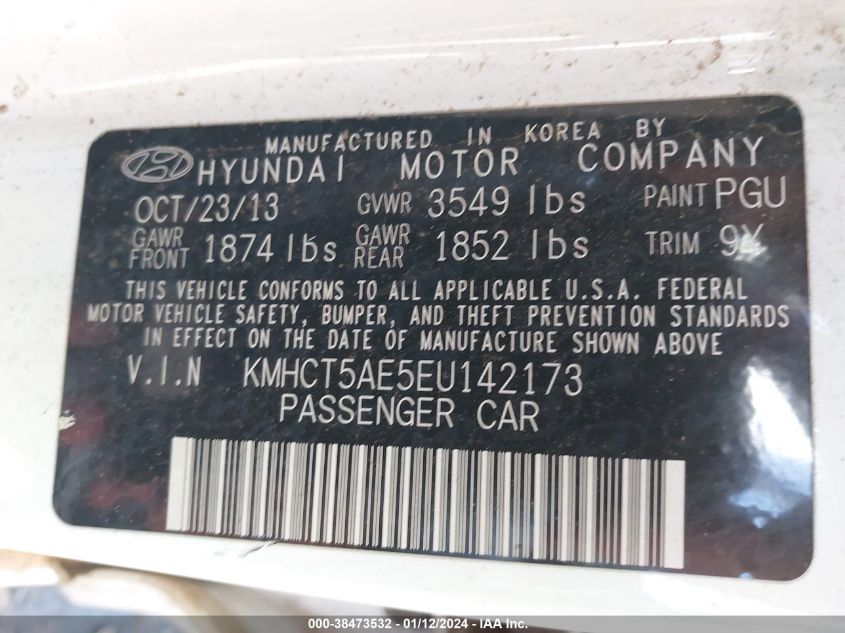 MANUFACTURED IN KOREA BY
HYUNDAI MOTOR COMPANY
OCT/23/13 GVWR 3549 lbs PAINT PGU
GAWR FRONT 1874 lbs GAWR REAR 1852 lbs TRIM 9Y
THIS VEHICLE CONFORMS TO ALL APPLICABLE U.S.A. FEDERAL
MOTOR VEHICLE SAFETY, BUMPER, AND THEFT PREVENTION STANDARDS
IN EFFECT ON THE DATE OF MANUFACTURE SHOWN ABOVE
V.I.N KMHCT5AE5EU142173
PASSENGER CAR
000-38473532 - 01/12/2024 - IAA Inc.